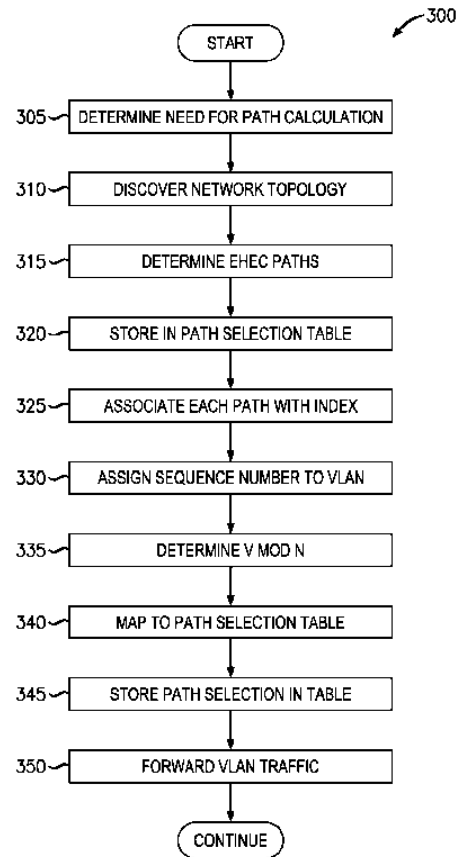 300
START
305 DETERMINE NEED FOR PATH CALCULATION
310 DISCOVER NETWORK TOPOLOGY
315 DETERMINE EHEC PATHS
320 STORE IN PATH SELECTION TABLE
325 ASSOCIATE EACH PATH WITH INDEX
330 ASSIGN SEQUENCE NUMBER TO VLAN
335 DETERMINE V MOD N
340 MAP TO PATH SELECTION TABLE
345 STORE PATH SELECTION IN TABLE
350 FORWARD VLAN TRAFFIC
CONTINUE